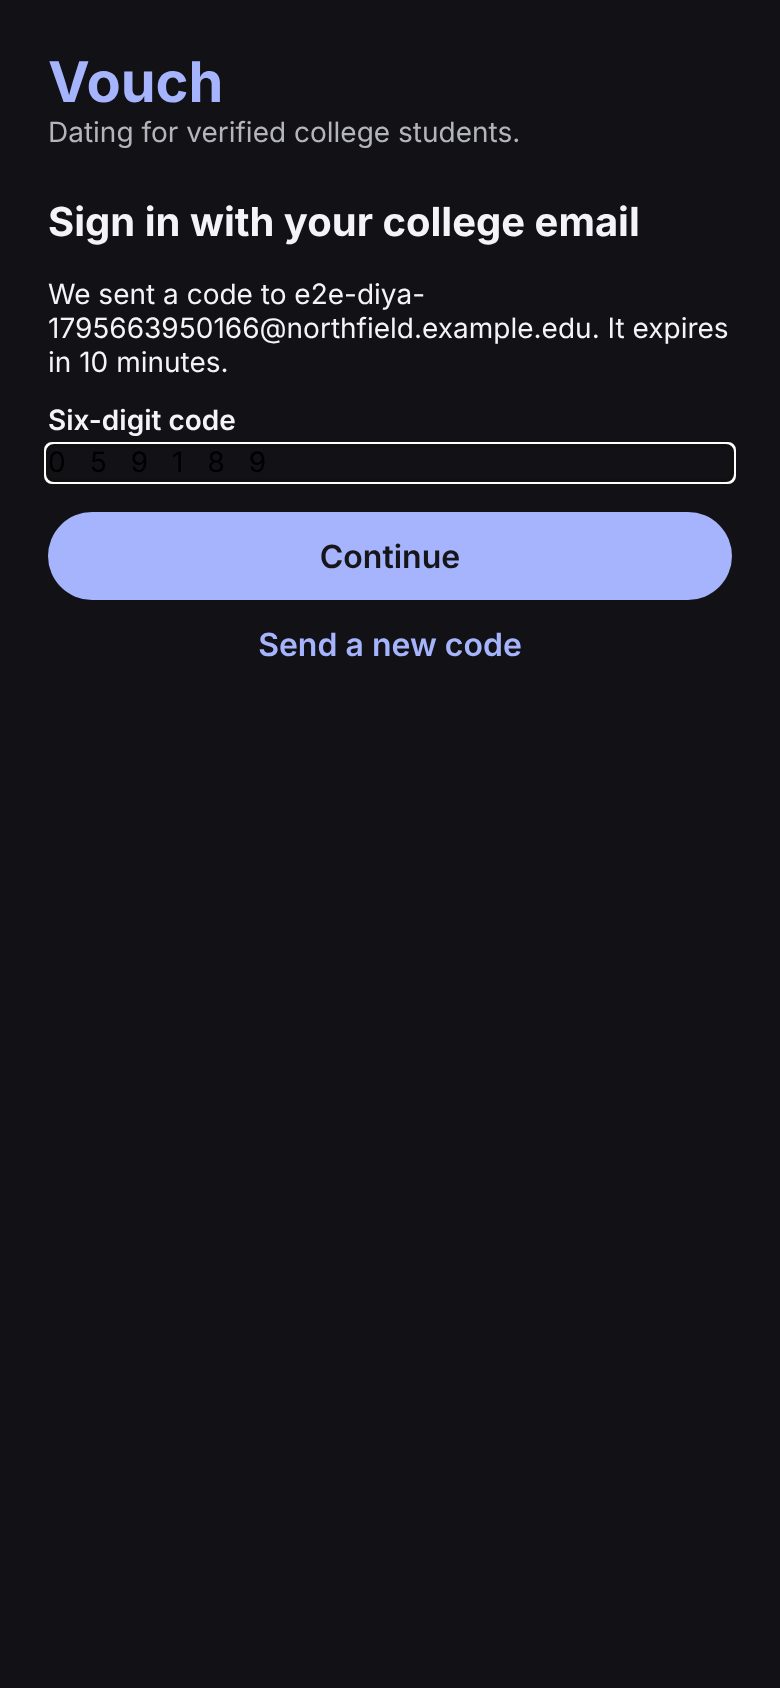 Vouch
Dating for verified college students.
Sign in with your college email
We sent a code to e2e-diya-
1795663950166@northfield.example.edu. It expires
in 10 minutes.
Six-digit code
0 5 9 1 8 9
Continue
Send a new code